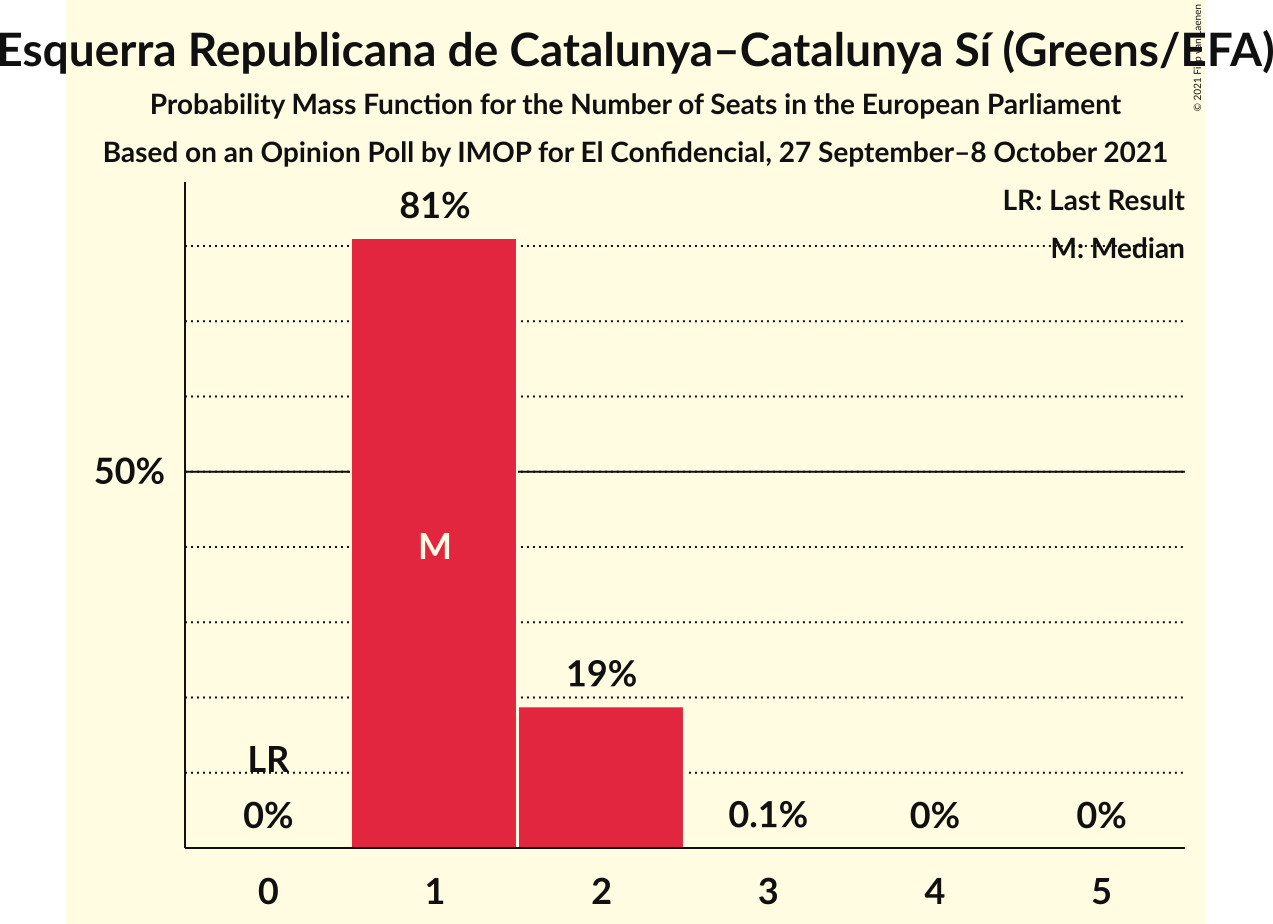 Esquerra Republicana de Catalunya–Catalunya Sí (Greens/EFA)
Probability Mass Function for the Number of Seats in the European Parliament
Based on an Opinion Poll by IMOP for El Confidencial, 27 September–8 October 2021
LR: Last Result
M: Median
81%
50%
M
19%
LR
0%
0.1%
0%
0%
0 1 2 3 4 5
© 2021